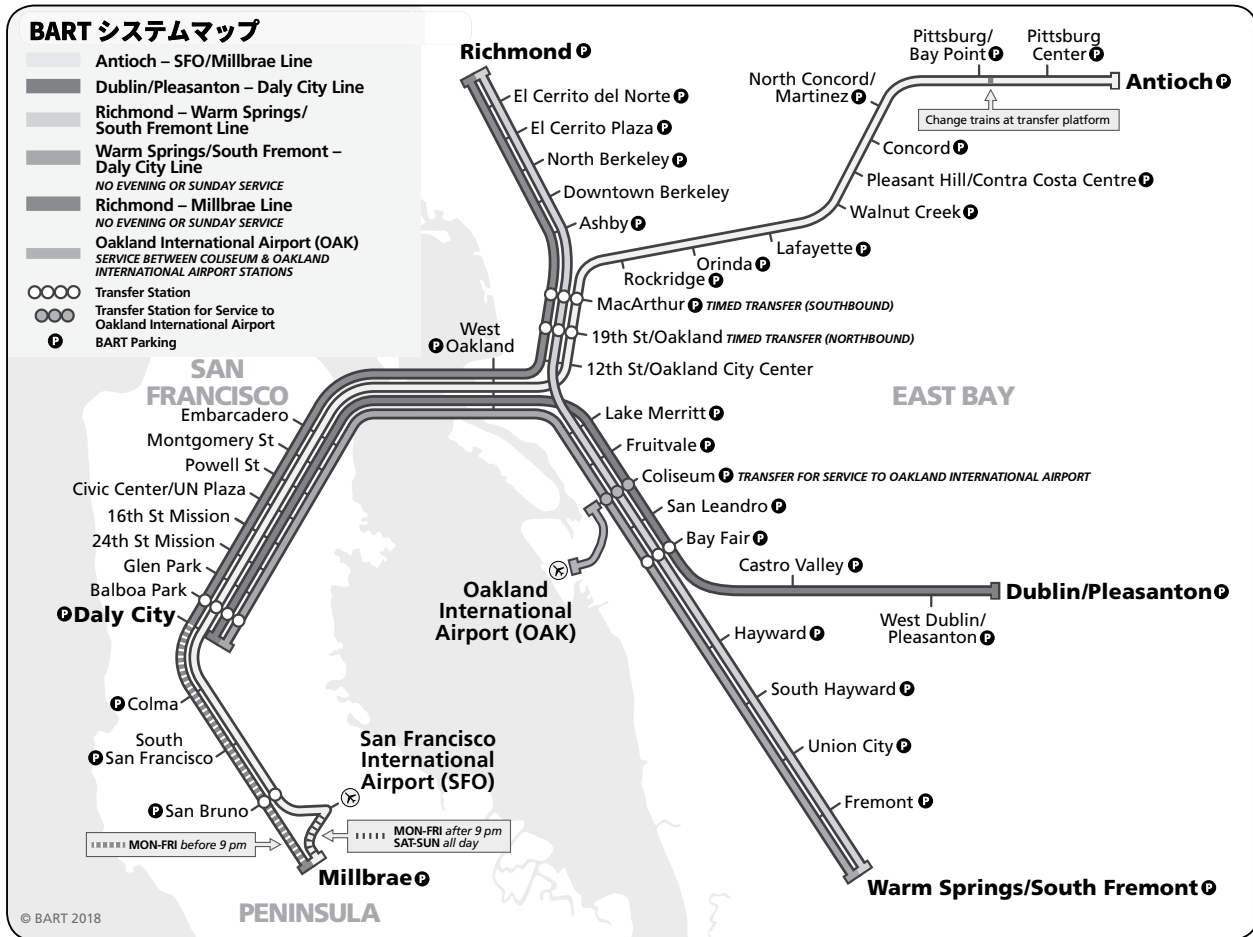 BART システムマップ
Antioch – SFO/Millbrae Line
Dublin/Pleasanton – Daly City Line
Richmond – Warm Springs/
South Fremont Line
Warm Springs/South Fremont –
Daly City Line
NO EVENING OR SUNDAY SERVICE
Richmond – Millbrae Line
NO EVENING OR SUNDAY SERVICE
Oakland International Airport (OAK)
SERVICE BETWEEN COLISEUM & OAKLAND
INTERNATIONAL AIRPORT STATIONS
Transfer Station
Transfer Station for Service to
Oakland International Airport
P BART Parking
Richmond P
El Cerrito del Norte P
El Cerrito Plaza P
North Berkeley P
Downtown Berkeley
Ashby P
Pittsburg/
Bay Point P
Pittsburg
Center P
Antioch P
North Concord/
Martinez P
Change trains at transfer platform
Concord P
Pleasant Hill/Contra Costa Centre P
Walnut Creek P
Lafayette P
Orinda P
Rockridge P
MacArthur P TIMED TRANSFER (SOUTHBOUND)
19th St/Oakland TIMED TRANSFER (NORTHBOUND)
12th St/Oakland City Center
West
P Oakland
SAN
FRANCISCO
EAST BAY
Embarcadero
Montgomery St
Powell St
Civic Center/UN Plaza
16th St Mission
24th St Mission
Glen Park
Balboa Park
P Daly City
Lake Merritt P
Fruitvale P
Coliseum P TRANSFER FOR SERVICE TO OAKLAND INTERNATIONAL AIRPORT
San Leandro P
Bay Fair P
Castro Valley P
Dublin/Pleasanton P
West Dublin/
Pleasanton P
Oakland
International
Airport (OAK)
Hayward P
South Hayward P
Union City P
Fremont P
Warm Springs/South Fremont P
P Colma
South
P San Francisco
San Francisco
International
Airport (SFO)
P San Bruno
MON-FRI before 9 pm
MON-FRI after 9 pm
SAT-SUN all day
Millbrae P
PENINSULA
© BART 2018